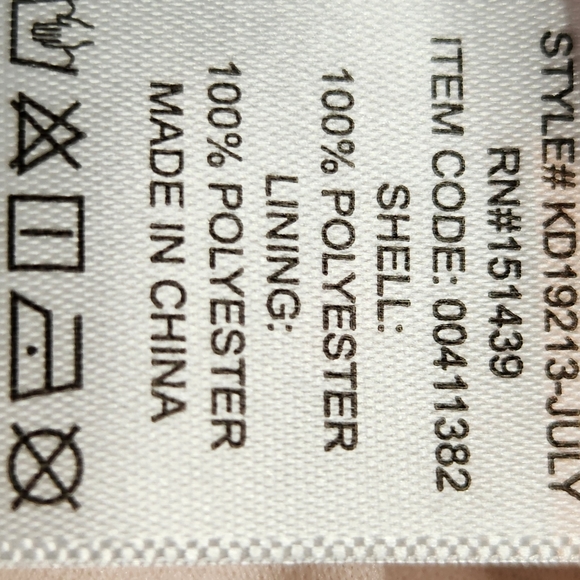 STYLE# KD19213-JULY
RN#151439
ITEM CODE: 00411382
SHELL:
100% POLYESTER
LINING:
100% POLYESTER
MADE IN CHINA